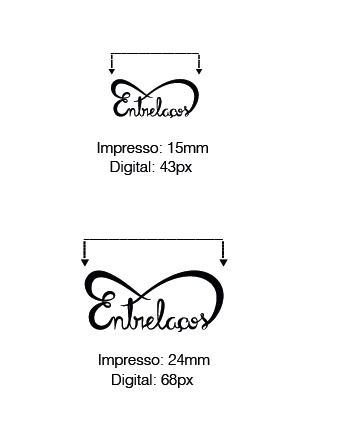 Entrelaços
Impresso: 15mm
Digital: 43px
Entrelaços
Impresso: 24mm
Digital: 68px